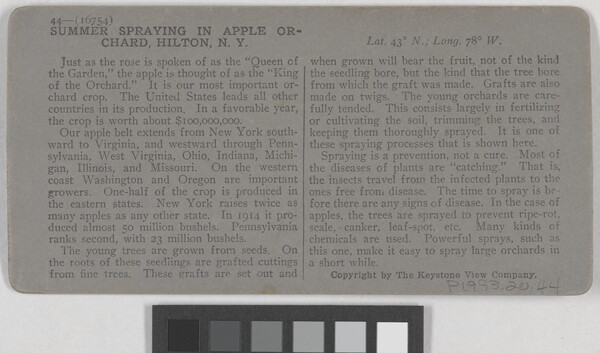 44—(16754)
SUMMER SPRAYING IN APPLE OR-
CHARD, HILTON, N. Y.
Lat. 43° N.; Long. 78° W.
Just as the rose is spoken of as the "Queen of
the Garden," the apple is thought of as the "King
of the Orchard." It is our most important or-
chard crop. The United States leads all other
countries in its production. In a favorable year,
the crop is worth about $100,000,000.
Our apple belt extends from New York south-
ward to Virginia, and westward through Penn-
sylvania, West Virginia, Ohio, Indiana, Michi-
gan, Illinois, and Missouri. On the western
coast Washington and Oregon are important
growers. One-half of the crop is produced in
the eastern states. New York raises twice as
many apples as any other state. In 1914 it pro-
duced almost 50 million bushels. Pennsylvania
ranks second, with 23 million bushels.
The young trees are grown from seeds. On
the roots of these seedlings are grafted cuttings
from fine trees. These grafts are set out and
when grown will bear the fruit, not of the kind
the seedling bore, but the kind that the tree bore
from which the graft was made. Grafts are also
made on twigs. The young orchards are care-
fully tended. This consists largely in fertilizing
or cultivating the soil, trimming the trees, and
keeping them thoroughly sprayed. It is one of
these spraying processes that is shown here.
Spraying is a prevention, not a cure. Most of
the diseases of plants are "catching." That is,
the insects travel from the infected plants to the
ones free from disease. The time to spray is be-
fore there are any signs of disease. In the case of
apples, the trees are sprayed to prevent ripe-rot,
scale, canker, leaf-spot, etc. Many kinds of
chemicals are used. Powerful sprays, such as
this one, make it easy to spray large orchards in
a short while.
Copyright by The Keystone View Company.
P1993.20.44